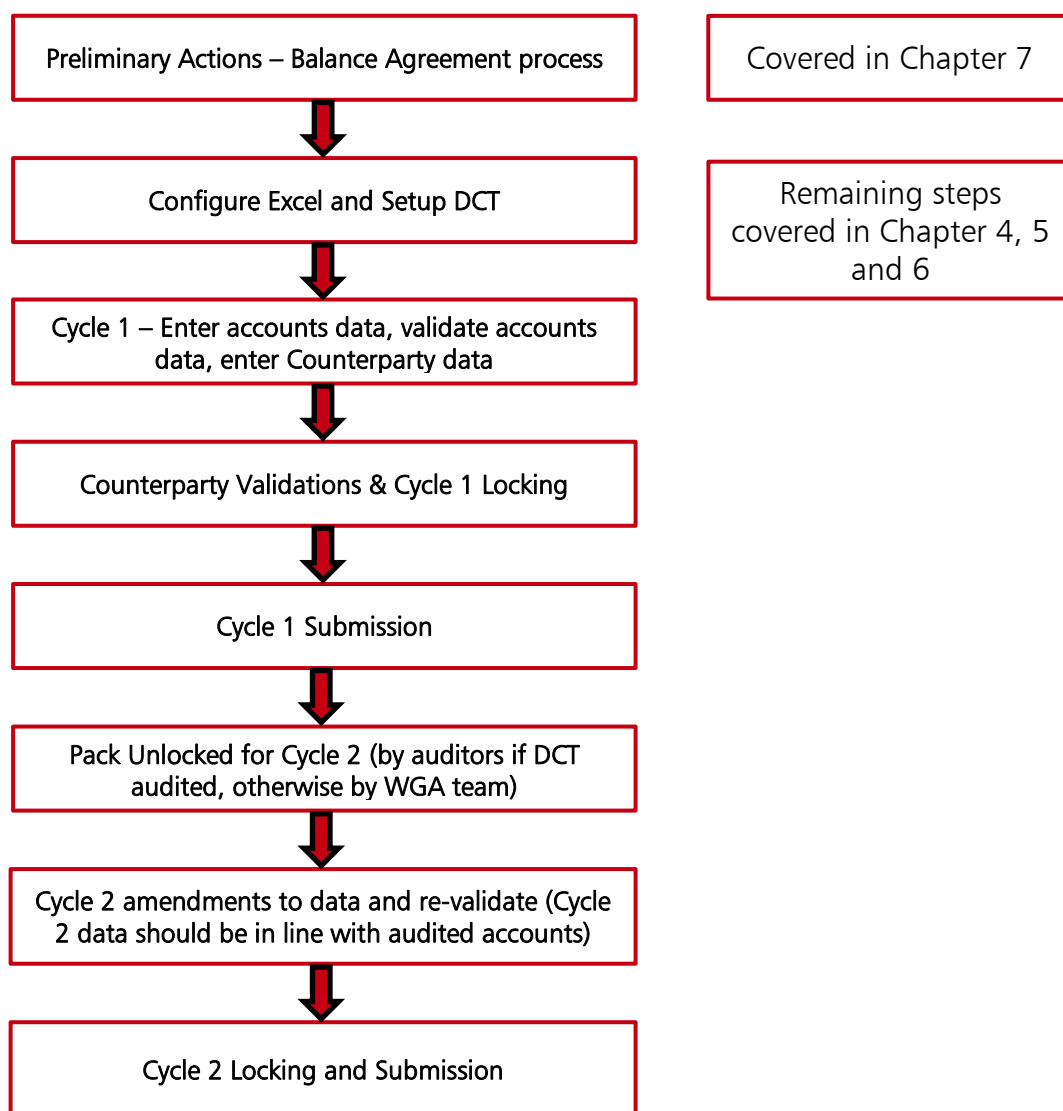 Preliminary Actions – Balance Agreement process
Covered in Chapter 7
Configure Excel and Setup DCT
Remaining steps
covered in Chapter 4, 5
and 6
Cycle 1 – Enter accounts data, validate accounts
data, enter Counterparty data
Counterparty Validations & Cycle 1 Locking
Cycle 1 Submission
Pack Unlocked for Cycle 2 (by auditors if DCT
audited, otherwise by WGA team)
Cycle 2 amendments to data and re-validate (Cycle
2 data should be in line with audited accounts)
Cycle 2 Locking and Submission